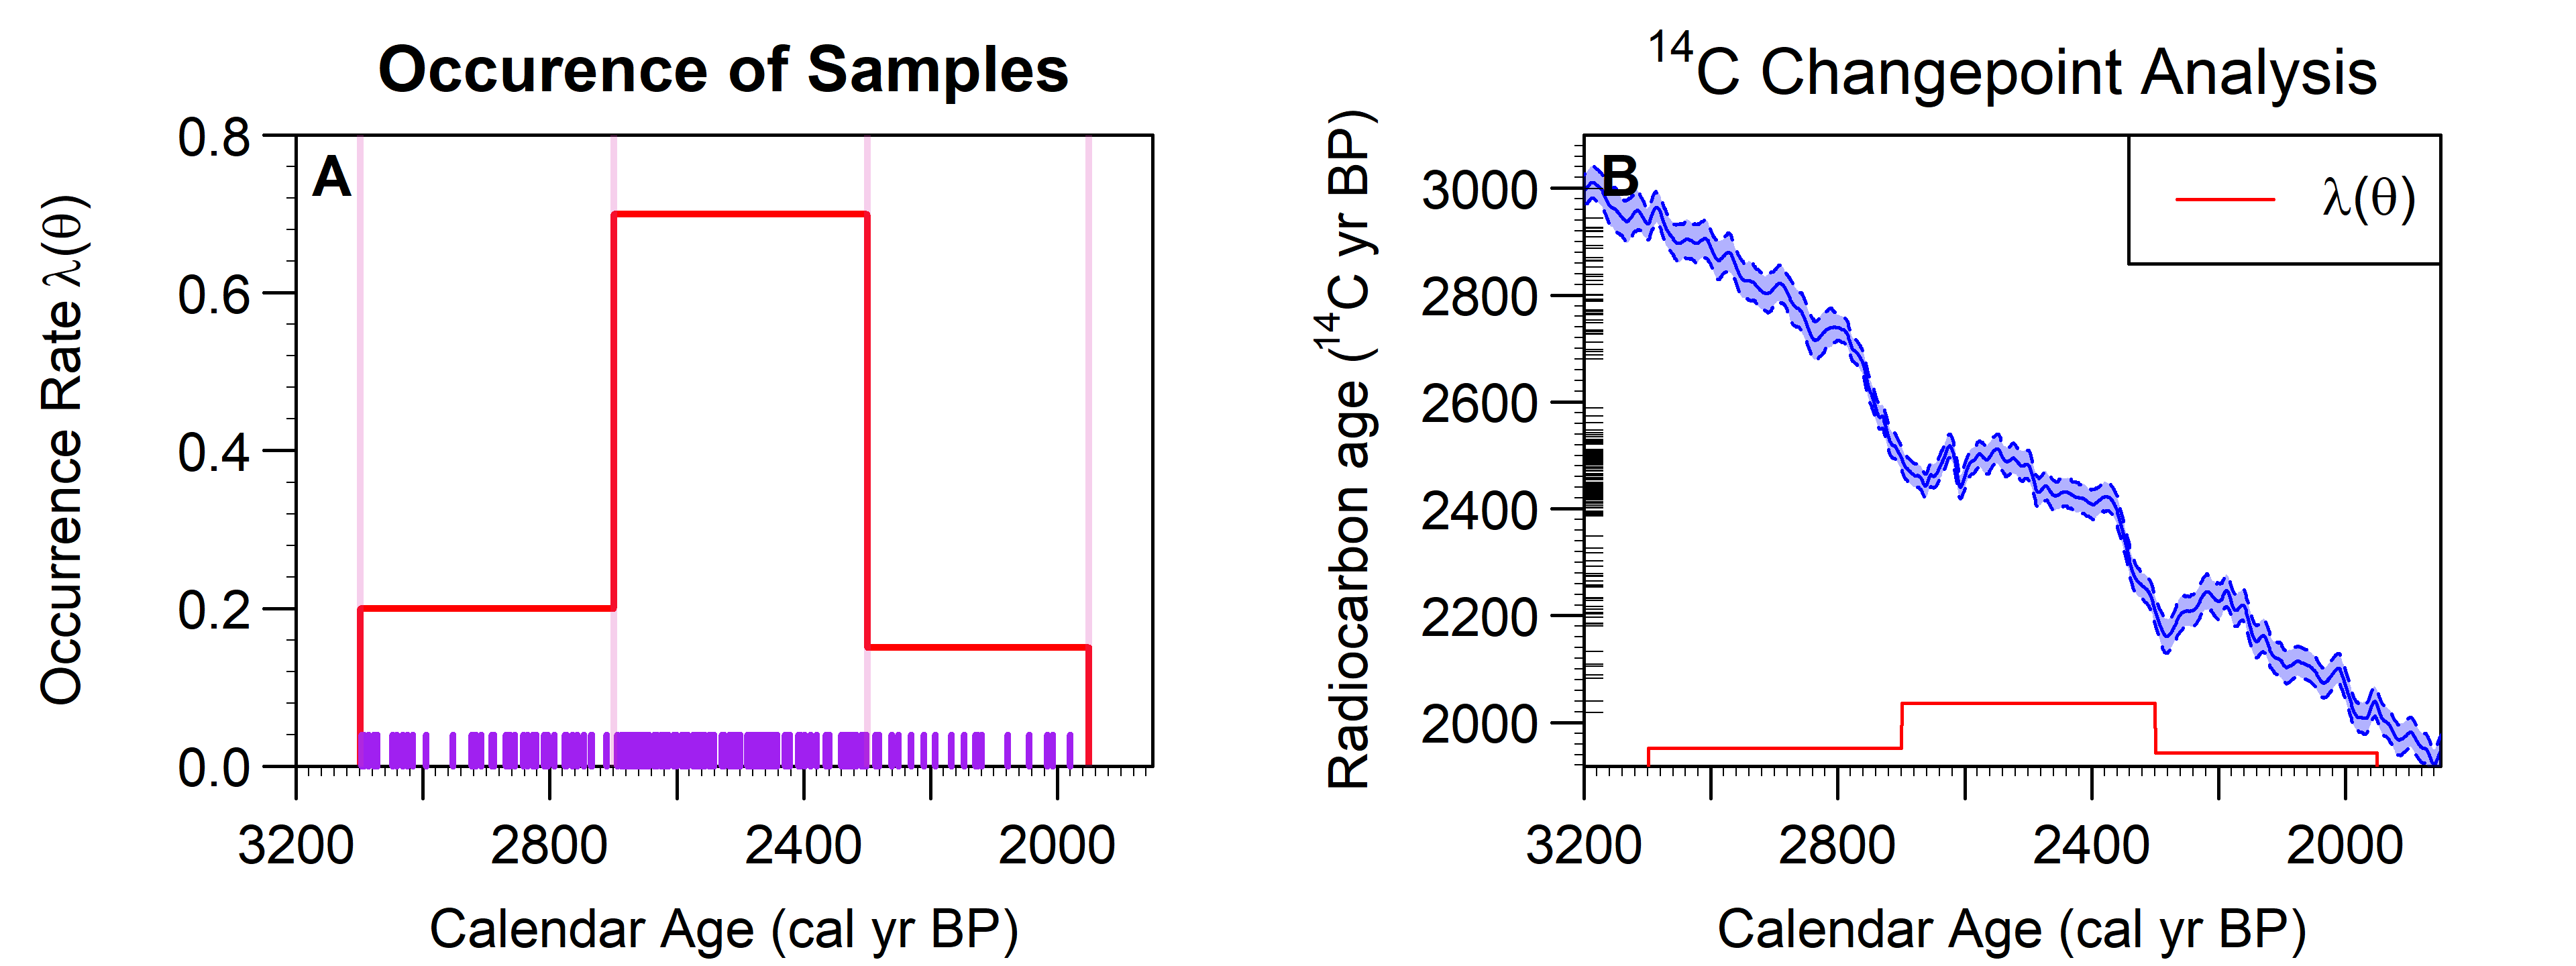 Occurence of Samples
A
Occurrence Rate λ(θ)
0.8
0.6
0.4
0.2
0.0
3200 2800 2400 2000
Calendar Age (cal yr BP)
¹⁴C Changepoint Analysis
B
λ(θ)
Radiocarbon age (¹⁴C yr BP)
3000
2800
2600
2400
2200
2000
3200 2800 2400 2000
Calendar Age (cal yr BP)